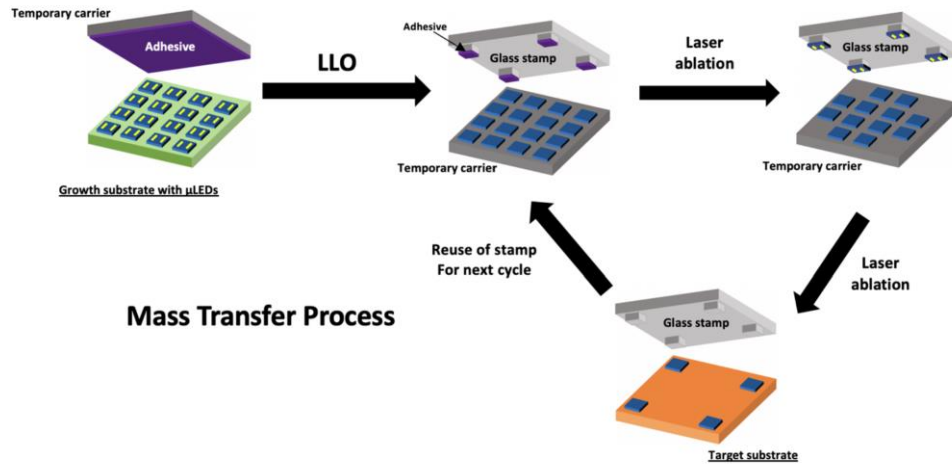 Temporary carrier
Adhesive
Growth substrate with µLEDs
LLO
Adhesive
Glass stamp
Temporary carrier
Laser
ablation
Glass stamp
Temporary carrier
Laser
ablation
Reuse of stamp
For next cycle
Mass Transfer Process
Glass stamp
Target substrate